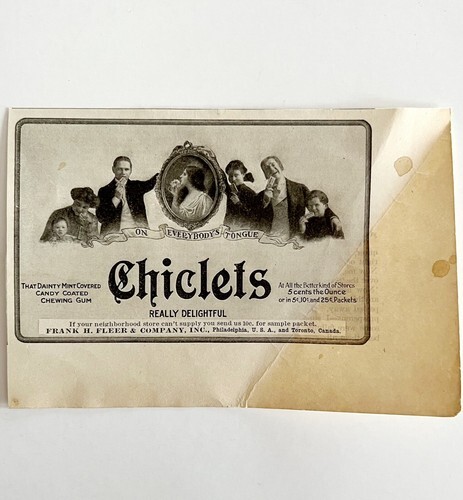 ON EVERYBODY'S TONGUE
Chiclets
THAT DAINTY MINT COVERED
CANDY COATED
CHEWING GUM
At All the Better kind of Stores
5 cents the Ounce
or in 5¢, 10¢ and 25¢ Packets
REALLY DELIGHTFUL
If your neighborhood store can't supply you send us 10c. for sample packet.
FRANK H. FLEER & COMPANY, INC., Philadelphia, U. S. A., and Toronto, Canada.